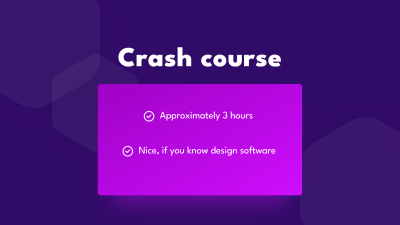 Crash course
Approximately 3 hours
Nice, if you know design software